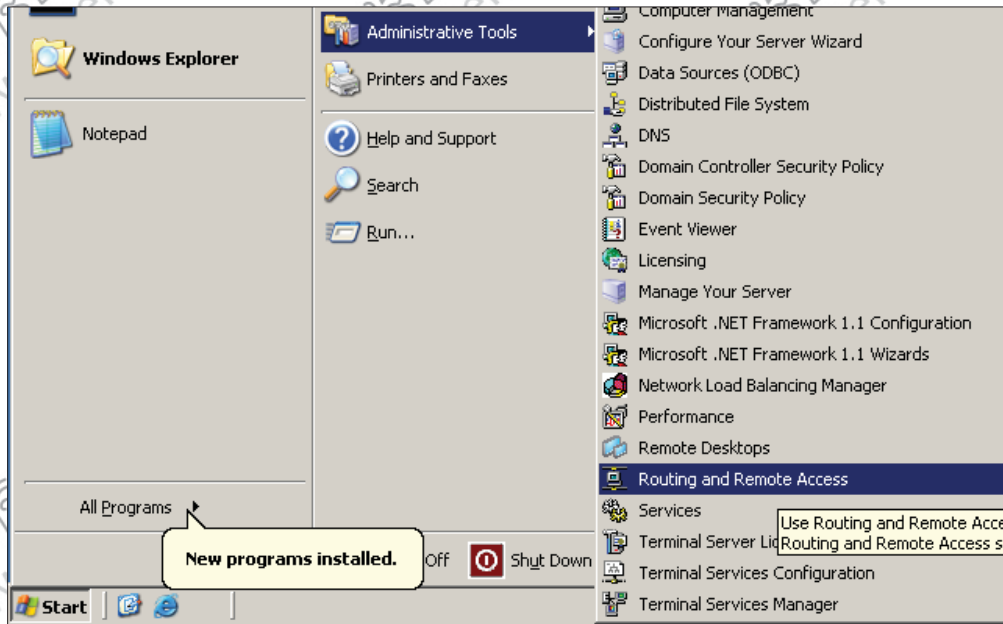 Windows Explorer
Notepad
All Programs
Administrative Tools
Printers and Faxes
Help and Support
Search
Run...
Computer Management
Configure Your Server Wizard
Data Sources (ODBC)
Distributed File System
DNS
Domain Controller Security Policy
Domain Security Policy
Event Viewer
Licensing
Manage Your Server
Microsoft .NET Framework 1.1 Configuration
Microsoft .NET Framework 1.1 Wizards
Network Load Balancing Manager
Performance
Remote Desktops
Routing and Remote Access
Services
Use Routing and Remote Acce
Terminal Server Lic
Routing and Remote Access s
Terminal Services Configuration
Terminal Services Manager
New programs installed.
Off
Shut Down
Start